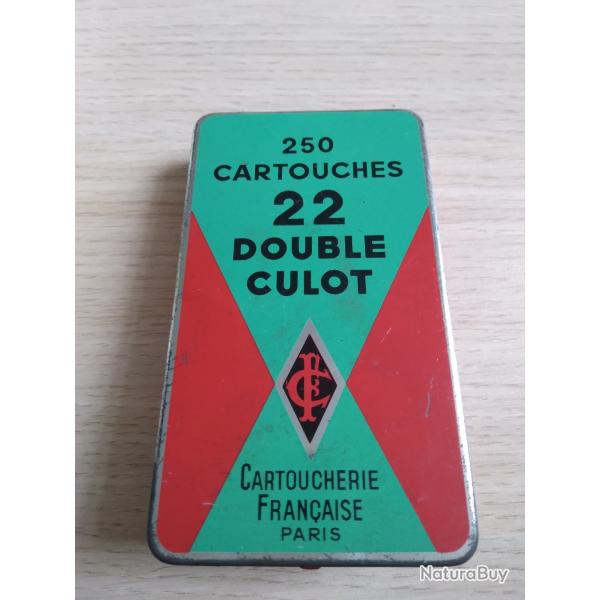 250
CARTOUCHES
22
DOUBLE
CULOT
CARTOUCHERIE
FRANÇAISE
PARIS
NaturaBuy